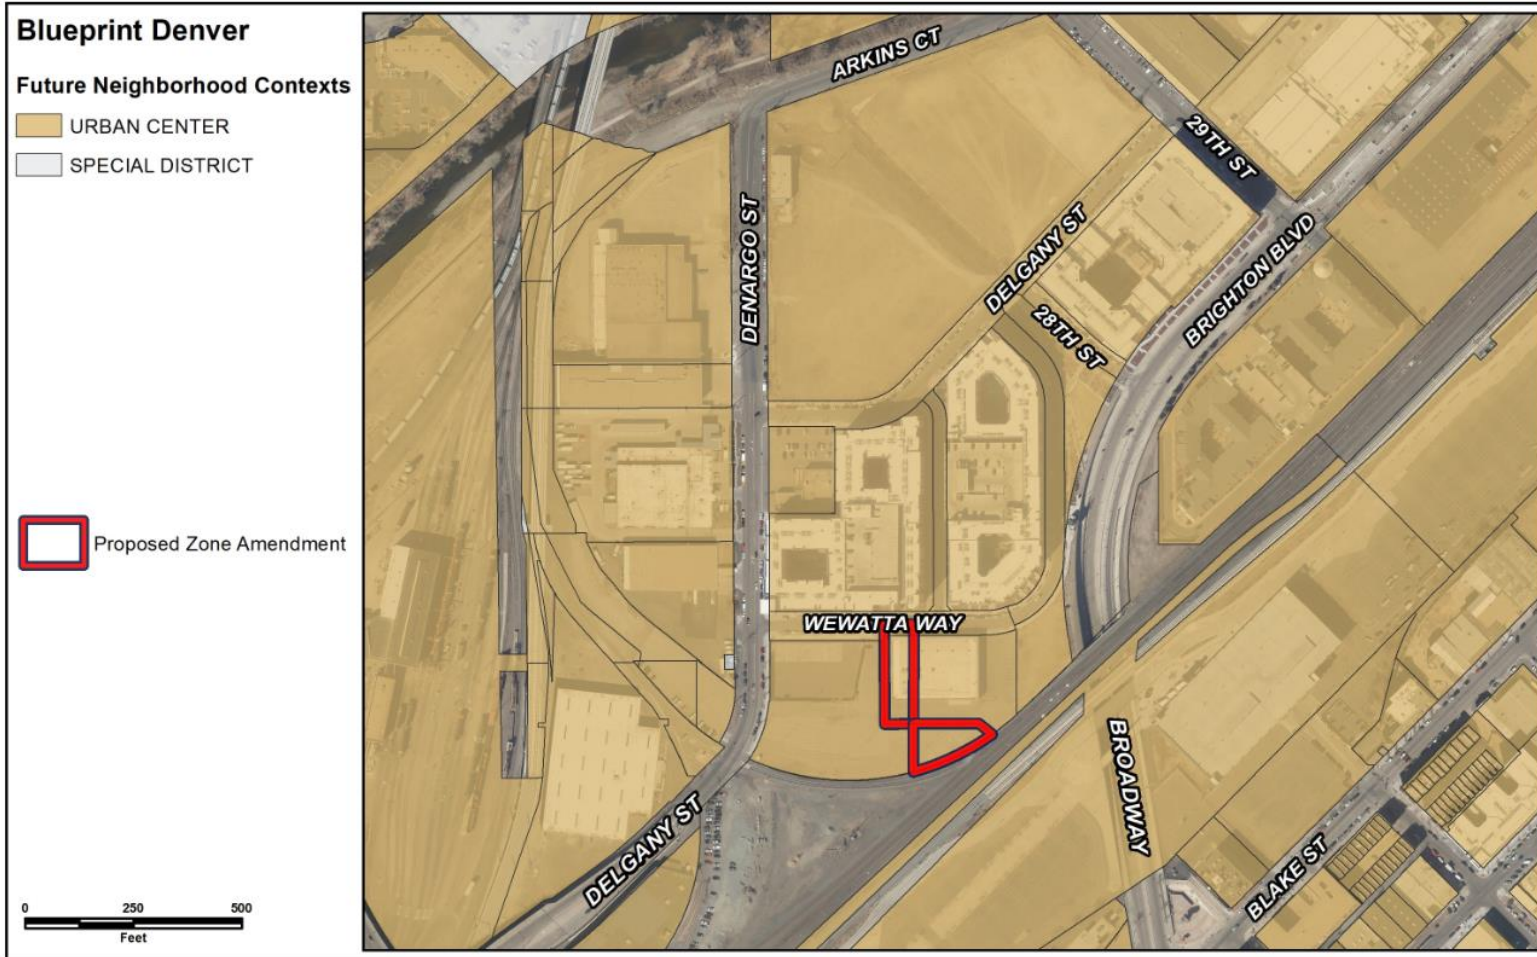 Blueprint Denver
Future Neighborhood Contexts
URBAN CENTER
SPECIAL DISTRICT
Proposed Zone Amendment
0 250 500
Feet
ARKINS CT
29TH ST
DENARGO ST
DELGANY ST
28TH ST
BRIGHTON BLVD
WEWATTA WAY
BROADWAY
DELGANY ST
BLAKE ST